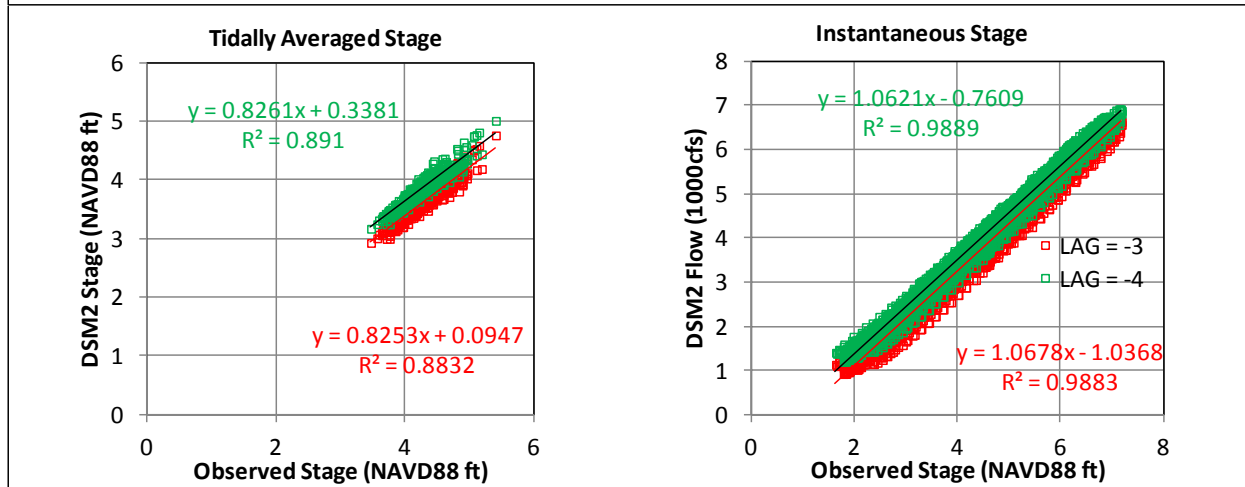 Tidally Averaged Stage
6
5
4
3
2
1
0
0
2
4
6
DSM2 Stage (NAVD88 ft)
Observed Stage (NAVD88 ft)
y = 0.8261x + 0.3381
R² = 0.891
y = 0.8253x + 0.0947
R² = 0.8832
Instantaneous Stage
8
7
6
5
4
3
2
1
0
0
2
4
6
8
DSM2 Flow (1000cfs)
Observed Stage (NAVD88 ft)
y = 1.0621x - 0.7609
R² = 0.9889
LAG = -3
LAG = -4
y = 1.0678x - 1.0368
R² = 0.9883